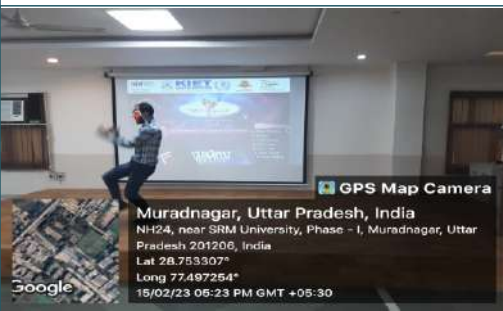 KIET
GPS Map Camera
Muradnagar, Uttar Pradesh, India
NH24, near SRM University, Phase - I, Muradnagar, Uttar
Pradesh 201206, India
Lat 28.753307°
Long 77.497254°
15/02/23 05:23 PM GMT +05:30
Google